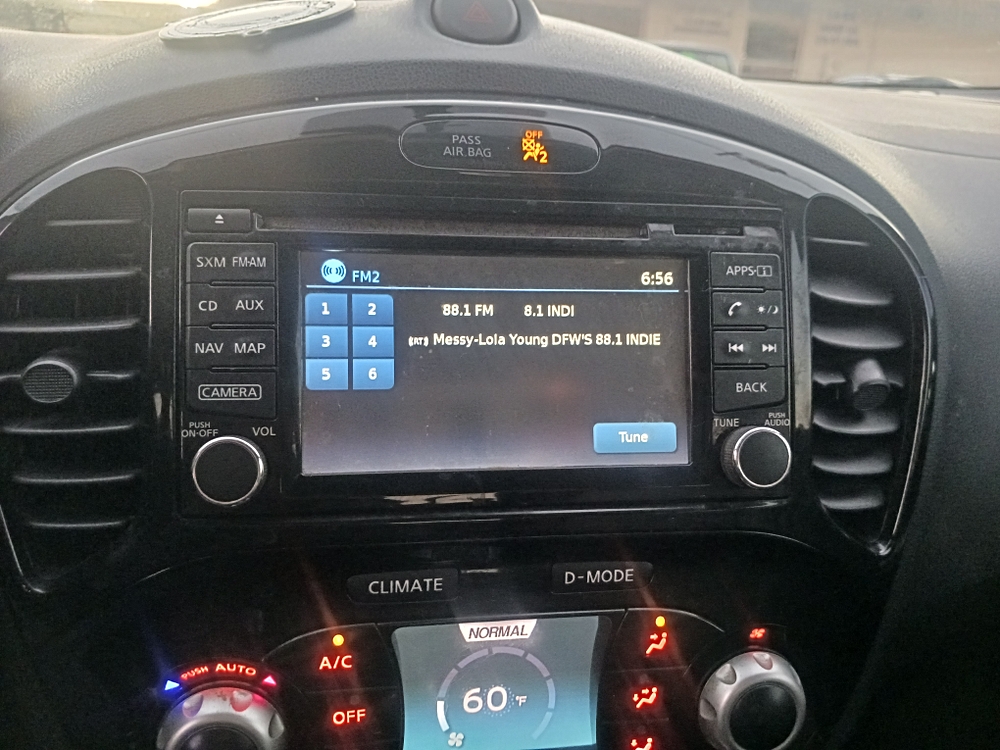 PASS
AIR BAG
OFF
2
SXM FM·AM
CD AUX
NAV MAP
CAMERA
PUSH
ON·OFF
VOL
FM2 6:56
1 2
3 4
5 6
88.1 FM 8.1 INDI
(RT) Messy-Lola Young DFW'S 88.1 INDIE
Tune
APPS·i
BACK
TUNE
PUSH
AUDIO
CLIMATE
D-MODE
NORMAL
60°F
PUSH AUTO
A/C
OFF